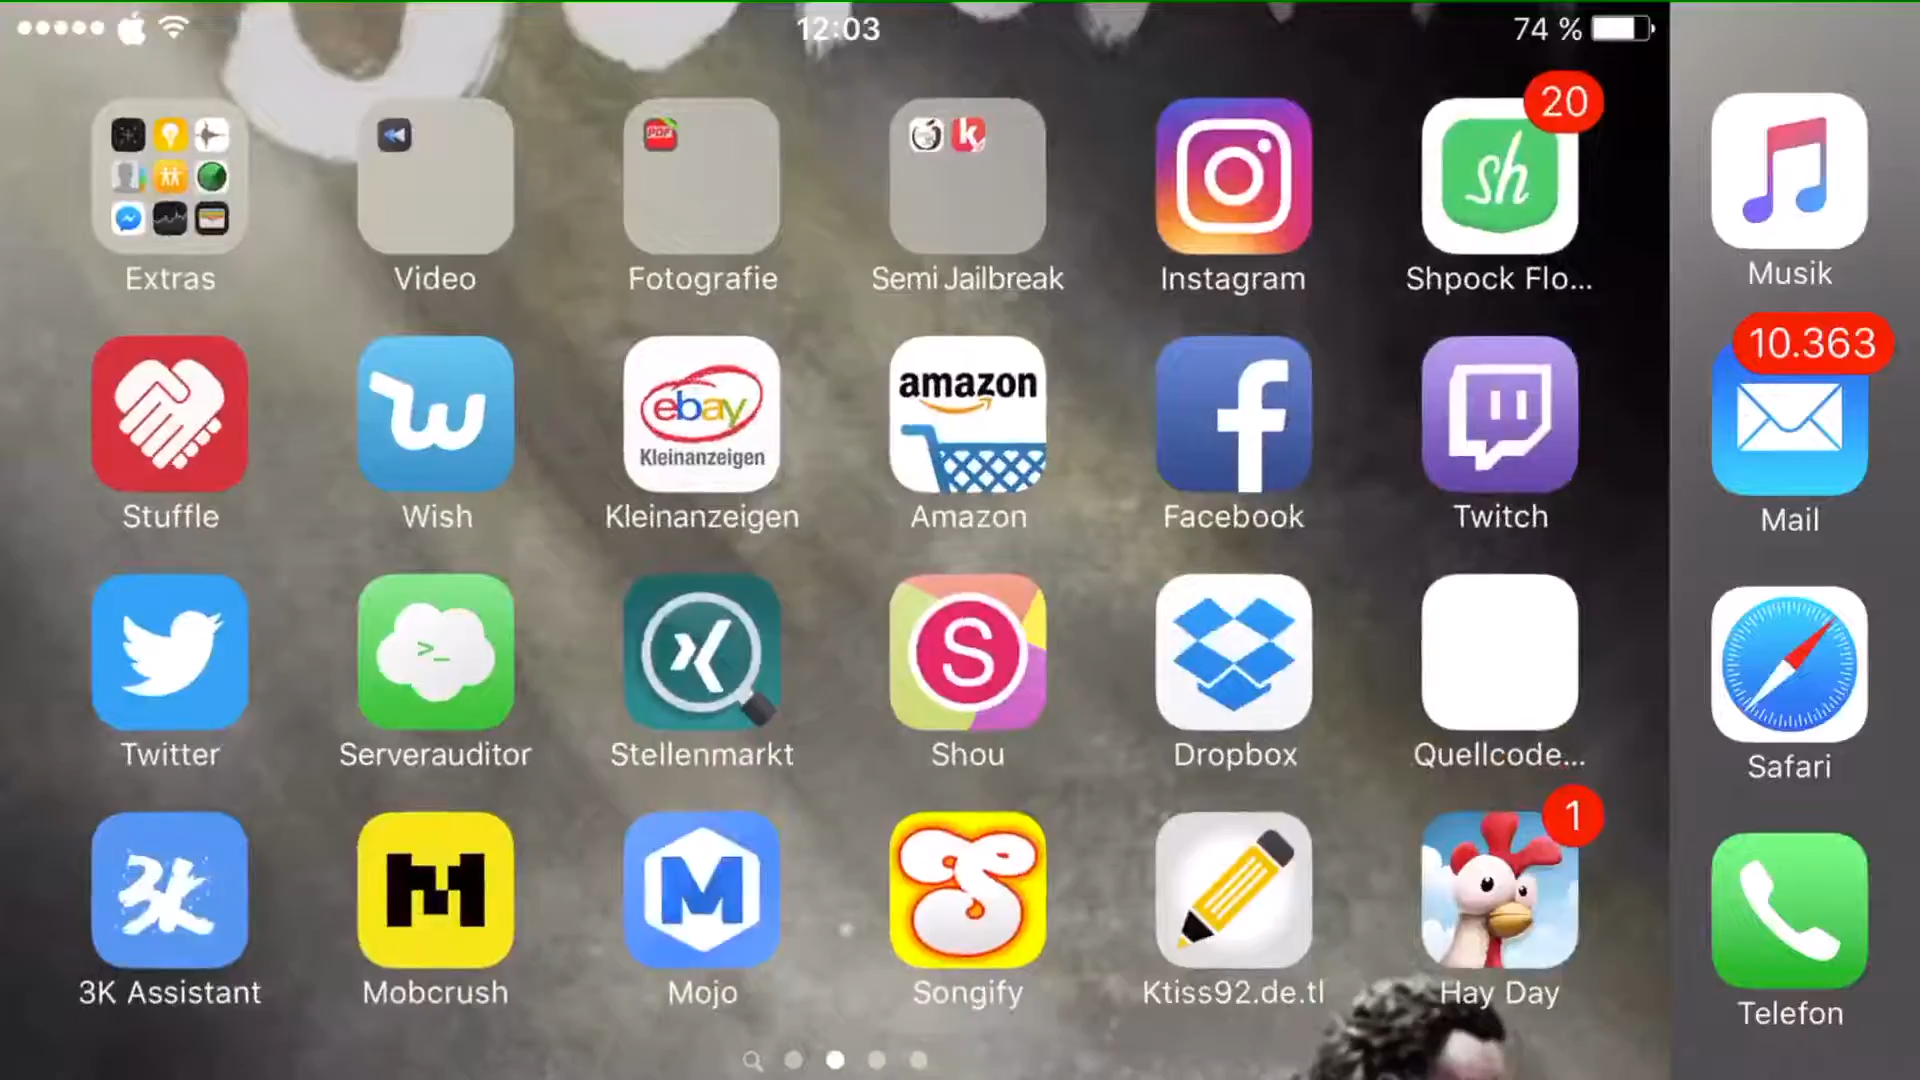 12:03
74 %
20
Extras
Video
PDF
Fotografie
k
Semi Jailbreak
Instagram
sh
Shpock Flo...
Musik
Stuffle
Wish
ebay
Kleinanzeigen
Kleinanzeigen
amazon
Amazon
Facebook
Twitch
10.363
Mail
Twitter
>_
Serverauditor
Stellenmarkt
S
Shou
Dropbox
Quellcode...
Safari
3K
3K Assistant
M
Mobcrush
M
Mojo
S
Songify
Ktiss92.de.tl
1
Hay Day
Telefon